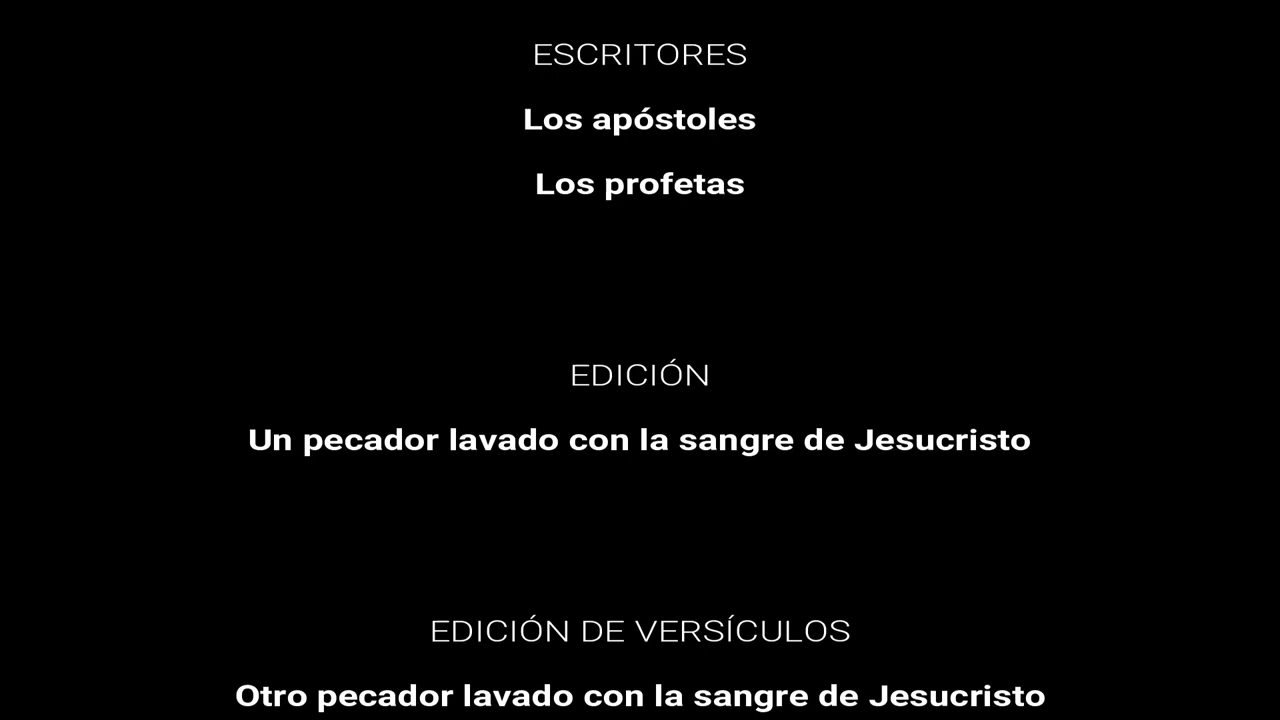 ESCRITORES
Los apóstoles
Los profetas
EDICIÓN
Un pecador lavado con la sangre de Jesucristo
EDICIÓN DE VERSÍCULOS
Otro pecador lavado con la sangre de Jesucristo